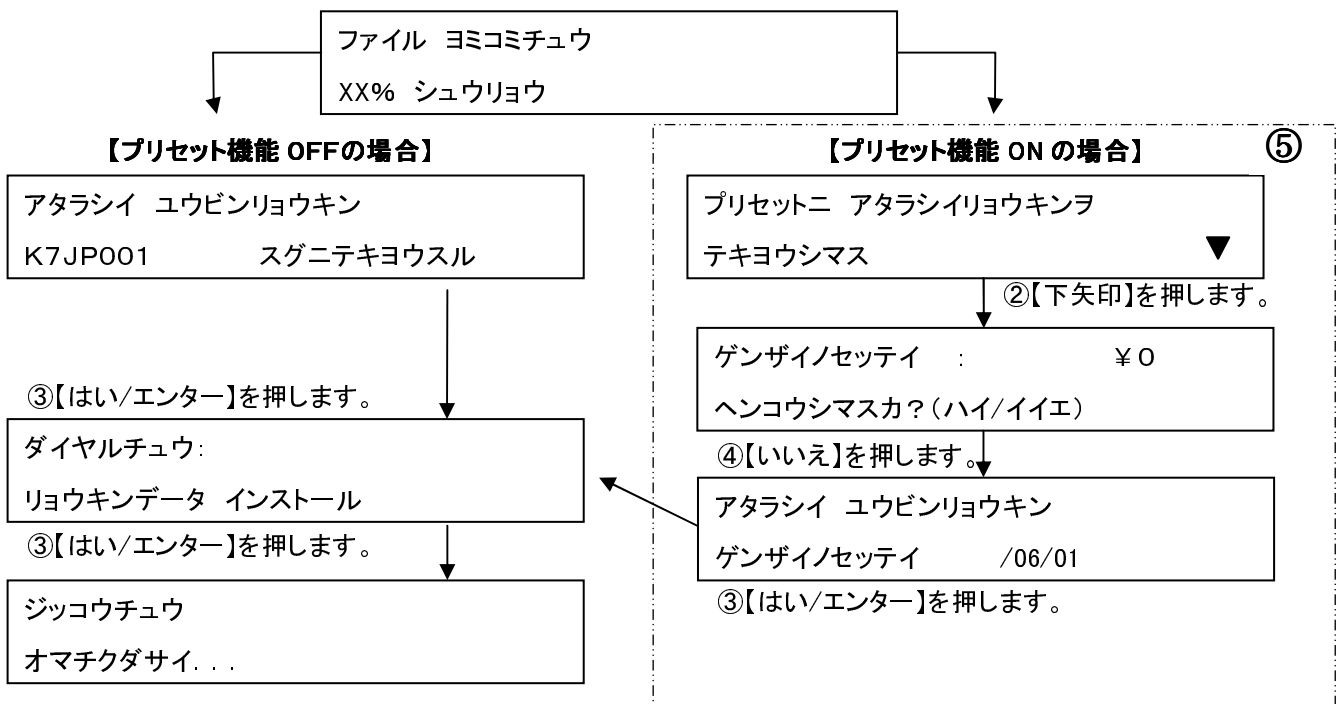 ファイル ヨミコミチュウ
XX% シュウリョウ
【プリセット機能 OFFの場合】
アタラシイ ユウビンリョウキン
K7JP001 スグニテキヨウスル
③【はい/エンター】を押します。
ダイヤルチュウ:
リョウキンデータ インストール
③【はい/エンター】を押します。
ジッコウチュウ
オマチクダサイ...
【プリセット機能 ON の場合】
⑤
プリセットニ アタラシイリョウキンヲ
テキヨウシマス ▼
②【下矢印】を押します。
ゲンザイノセッテイ : ￥0
ヘンコウシマスカ?(ハイ/イイエ)
④【いいえ】を押します。
アタラシイ ユウビンリョウキン
ゲンザイノセッテイ /06/01
③【はい/エンター】を押します。